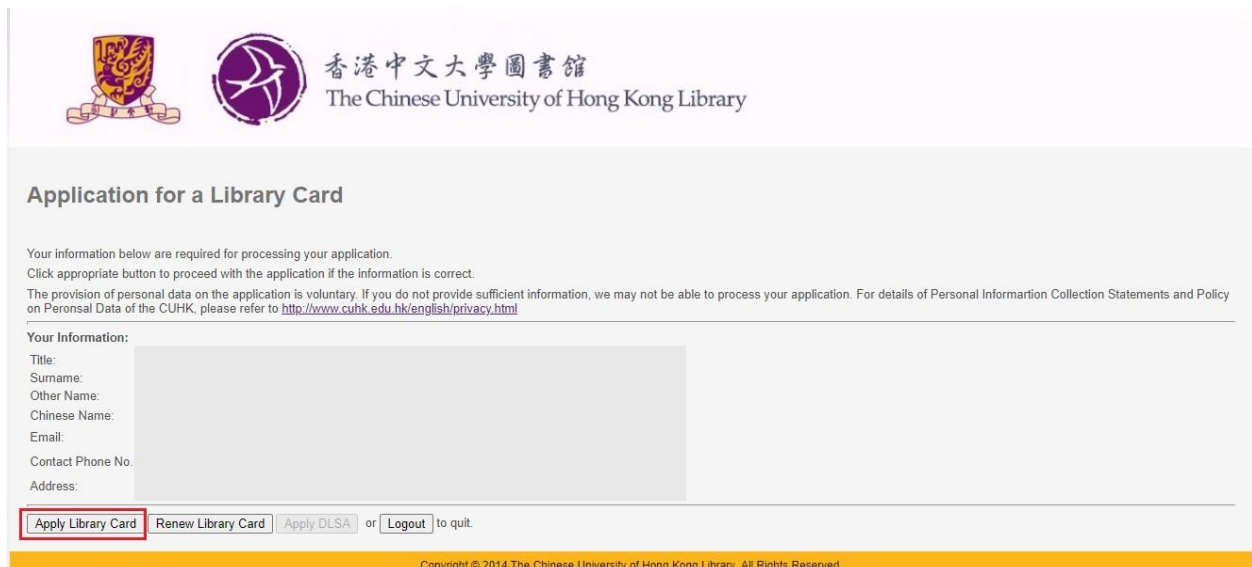 香港中文大學圖書館
The Chinese University of Hong Kong Library
Application for a Library Card
Your information below are required for processing your application.
Click appropriate button to proceed with the application if the information is correct.
The provision of personal data on the application is voluntary. If you do not provide sufficient information, we may not be able to process your application. For details of Personal Informartion Collection Statements and Policy
on Peronsal Data of the CUHK, please refer to http://www.cuhk.edu.hk/english/privacy.html
Your Information:
Title:
Surname:
Other Name:
Chinese Name:
Email:
Contact Phone No.
Address:
Apply Library Card Renew Library Card Apply DLSA or Logout to quit.
Copyright © 2014 The Chinese University of Hong Kong Library. All Rights Reserved